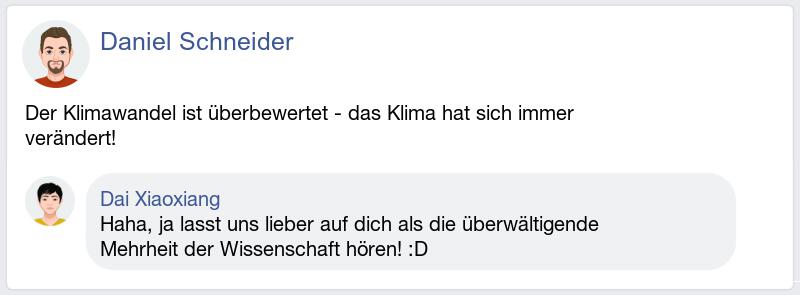 Daniel Schneider
Der Klimawandel ist überbewertet - das Klima hat sich immer
verändert!
Dai Xiaoxiang
Haha, ja lasst uns lieber auf dich als die überwältigende
Mehrheit der Wissenschaft hören! :D